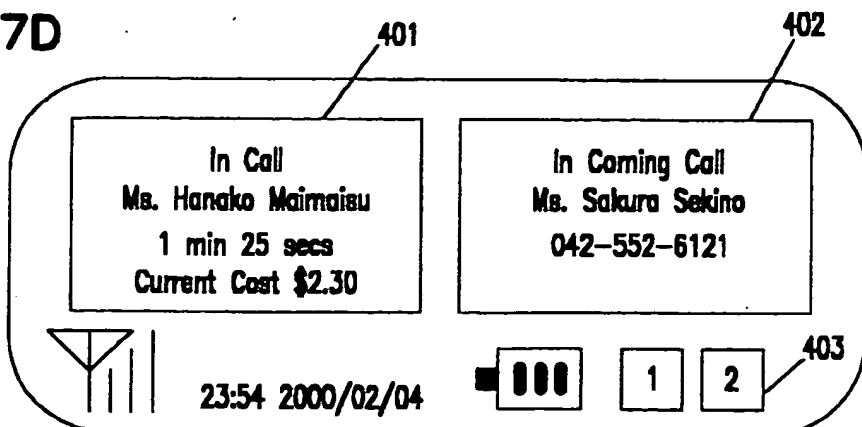 7D
401
402
In Call
Ms. Hanako Maimaisu
1 min 25 secs
Current Cost $2.30
In Coming Call
Ms. Sakura Sekino
042-552-6121
23:54 2000/02/04
1
2
403